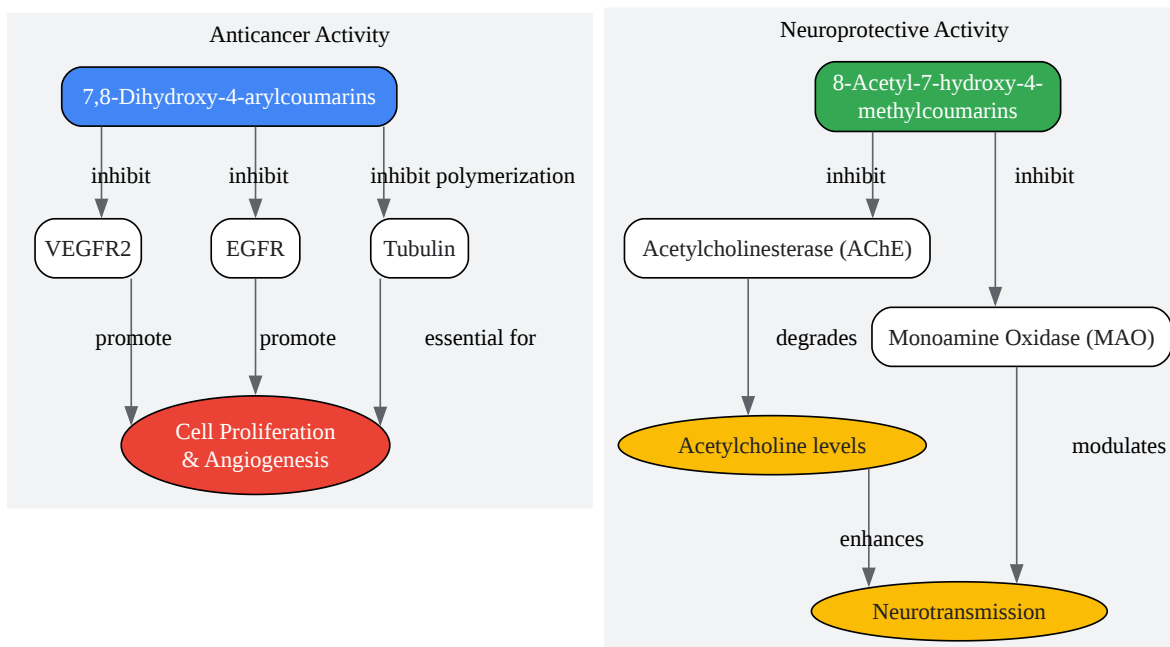 Anticancer Activity
7,8-Dihydroxy-4-arylcoumarins
inhibit
inhibit
inhibit polymerization
VEGFR2
EGFR
Tubulin
promote
promote
essential for
Cell Proliferation
& Angiogenesis
Neuroprotective Activity
8-Acetyl-7-hydroxy-4-
methylcoumarins
inhibit
inhibit
Acetylcholinesterase (AChE)
Monoamine Oxidase (MAO)
degrades
Acetylcholine levels
modulates
enhances
Neurotransmission